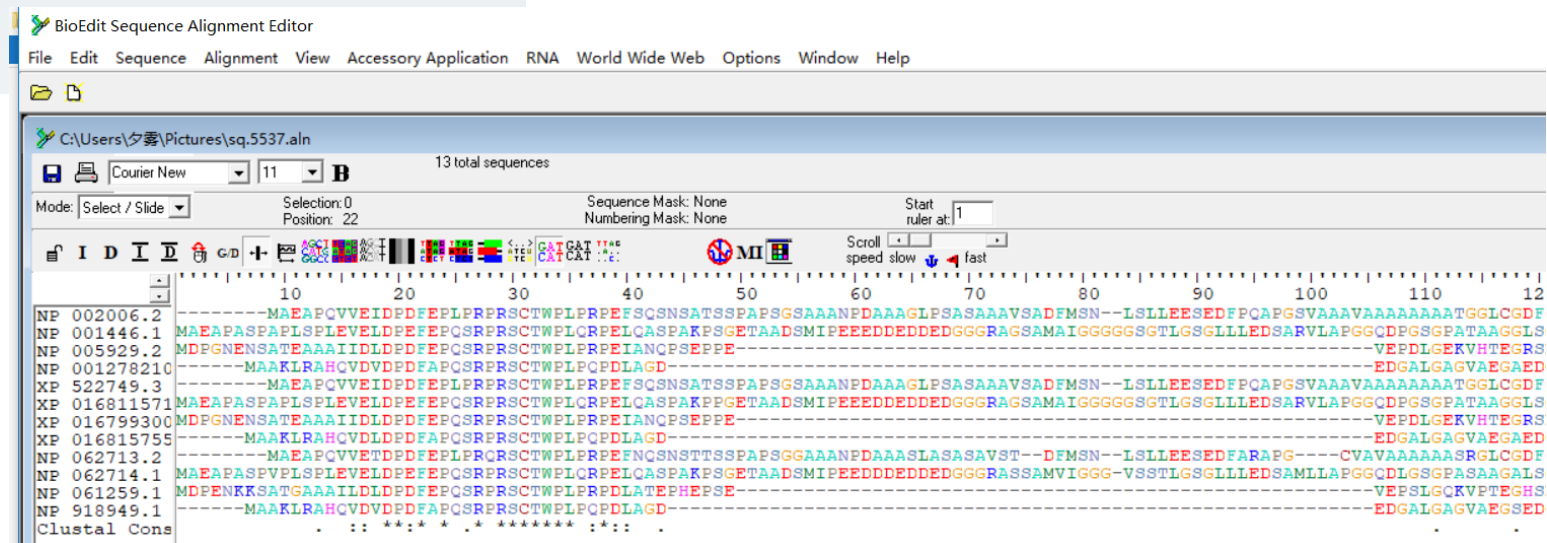 BioEdit Sequence Alignment Editor
File Edit Sequence Alignment View Accessory Application RNA World Wide Web Options Window Help
C:\Users\夕雾\Pictures\sq.5537.aln
Courier New 11 B 13 total sequences
Mode: Select / Slide Selection: 0 Sequence Mask: None Start
Position: 22 Numbering Mask: None ruler at: 1
I D I D G/D GAT GAT MI Scroll
CAT CAT speed slow fast
10 20 30 40 50 60 70 80 90 100 110 12
NP 002006.2 --------MAEAPQVVEIDPDFEPLPRPRSCTWPLPRPEFSQSNSATSSPAPSGSAAANPDAAAGLPSASAAAVSADFMSN--LSLLEESEDFPQAPGSVAAAVAAAAAAAATGGLCGDF
NP 001446.1 MAEAPASPAPLSPLEVELDPEFEPQSRPRSCTWPLQRPELQASPAKPSGETAADSMIPEEEDDEDDEDGGGRAGSAMAIGGGGGSGTLGSGLLLEDSARVLAPGGQDPGSGPATAAGGLS
NP 005929.2 MDPGNENSATEAAAIIDLDPDFEPQSRPRSCTWPLPRPEIANQPSEPPE--------------------------------------------------------VEPDLGEKVHTEGRS
NP 001278210 ------MAAKLRAHQVDVDPDFAPQSRPRSCTWPLPQPDLAGD--------------------------------------------------------------EDGALGAGVAEGAED
XP 522749.3 --------MAEAPQVVEIDPDFEPLPRPRSCTWPLPRPEFSQSNSATSSPAPSGSAAANPDAAAGLPSASAAAVSADFMSN--LSLLEESEDFPQAPGSVAAAVAAAAAAAATGGLCGDF
XP 016811571 MAEAPASPAPLSPLEVELDPEFEPQSRPRSCTWPLQRPELQASPAKPPGETAADSMIPEEEDDEDDEDGGGRAGSAMAIGGGGGSGTLGSGLLLEDSARVLAPGGQDPGSGPATAAGGLS
XP 016799300 MDPGNENSATEAAAIIDLDPDFEPQSRPRSCTWPLPRPEIANQPSEPPE--------------------------------------------------------VEPDLGEKVHTEGRS
XP 016815755 ------MAAKLRAHQVDLDPDFAPQSRPRSCTWPLPQPDLAGD--------------------------------------------------------------EDGALGAGVAEGAED
NP 062713.2 --------MAEAPQVVETDPDFEPLPRQRSCTWPLPRPEFNQSNSTTSSPAPSGGAAANPDAAASLASASAVST--DFMSN--LSLLEESEDFARAPG----CVAVAAAAAASRGLCGDF
NP 062714.1 MAEAPASPVPLSPLEVELDPEFEPQSRPRSCTWPLQRPELQASPAKPSGETAADSMIPEEDDDEDDEDGGGRASSAMVIGGG-VSSTLGSGLLLEDSAMLLAPGGQDLGSGPASAAGALS
NP 061259.1 MDPENKKSATGAAAILDLDPDFEPQSRPRSCTWPLPRPDLATEPHEPSE--------------------------------------------------------VEPSLGQKVPTEGHS
NP 918949.1 ------MAAKLRAHQVDVDPDFAPQSRPRSCTWPLPQPDLAGD--------------------------------------------------------------EDGALGAGVAEGSED
Clustal Cons . :: **:* * .* ******* :*:: . . .